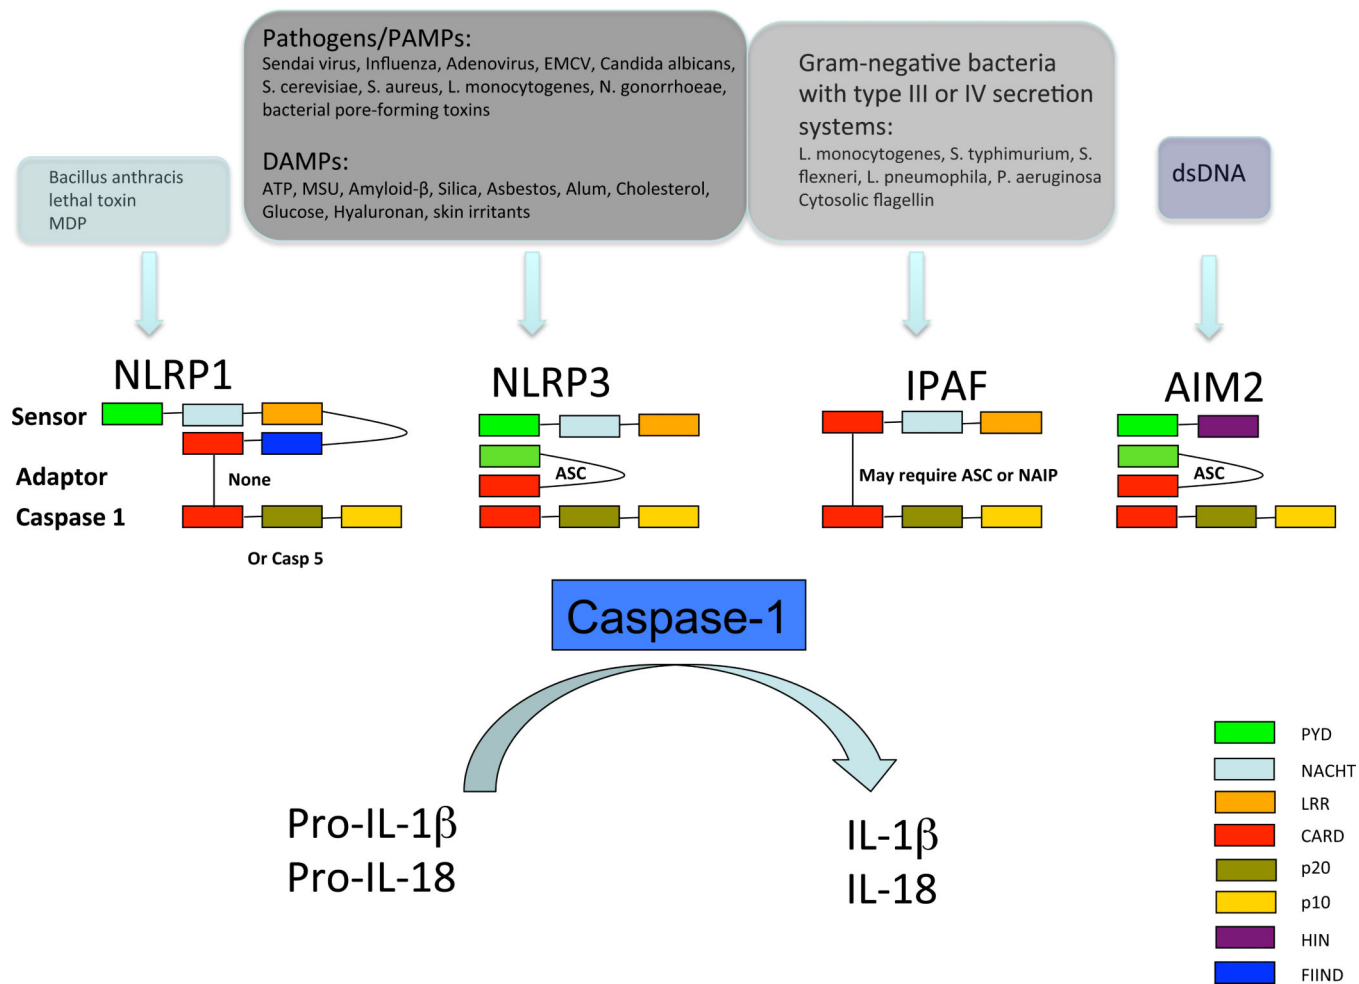 Pathogens/PAMPs:
Sendai virus, Influenza, Adenovirus, EMCV, Candida albicans,
S. cerevisiae, S. aureus, L. monocytogenes, N. gonorrhoeae,
bacterial pore-forming toxins
DAMPs:
ATP, MSU, Amyloid-β, Silica, Asbestos, Alum, Cholesterol,
Glucose, Hyaluronan, skin irritants
Gram-negative bacteria
with type III or IV secretion
systems:
L. monocytogenes, S. typhimurium, S.
flexneri, L. pneumophila, P. aeruginosa
Cytosolic flagellin
Bacillus anthracis
lethal toxin
MDP
dsDNA
NLRP1
NLRP3
IPAF
AIM2
Sensor
Adaptor
None
ASC
May require ASC or NAIP
ASC
Caspase 1
Or Casp 5
Caspase-1
Pro-IL-1β
Pro-IL-18
IL-1β
IL-18
PYD
NACHT
LRR
CARD
p20
p10
HIN
FIIND